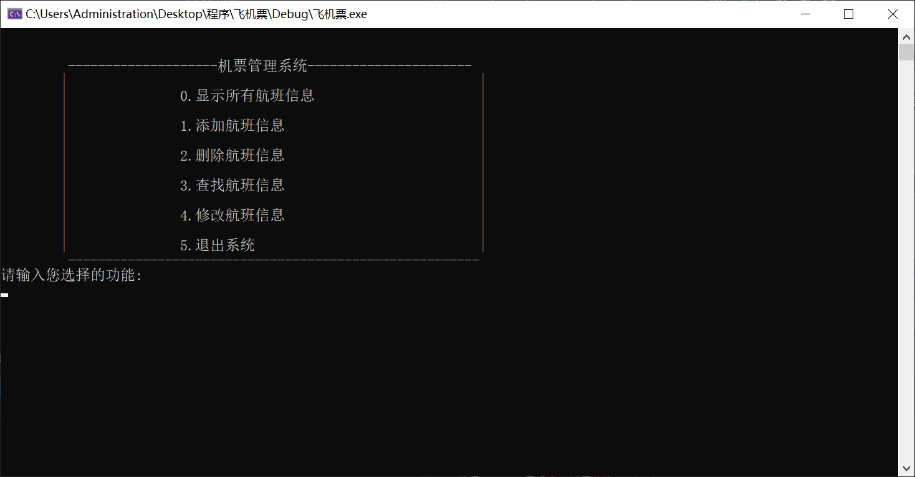 C:\Users\Administration\Desktop\程序\飞机票\Debug\飞机票.exe
--------------------机票管理系统----------------------
0.显示所有航班信息
1.添加航班信息
2.删除航班信息
3.查找航班信息
4.修改航班信息
5.退出系统
-------------------------------------------------------
请输入您选择的功能: